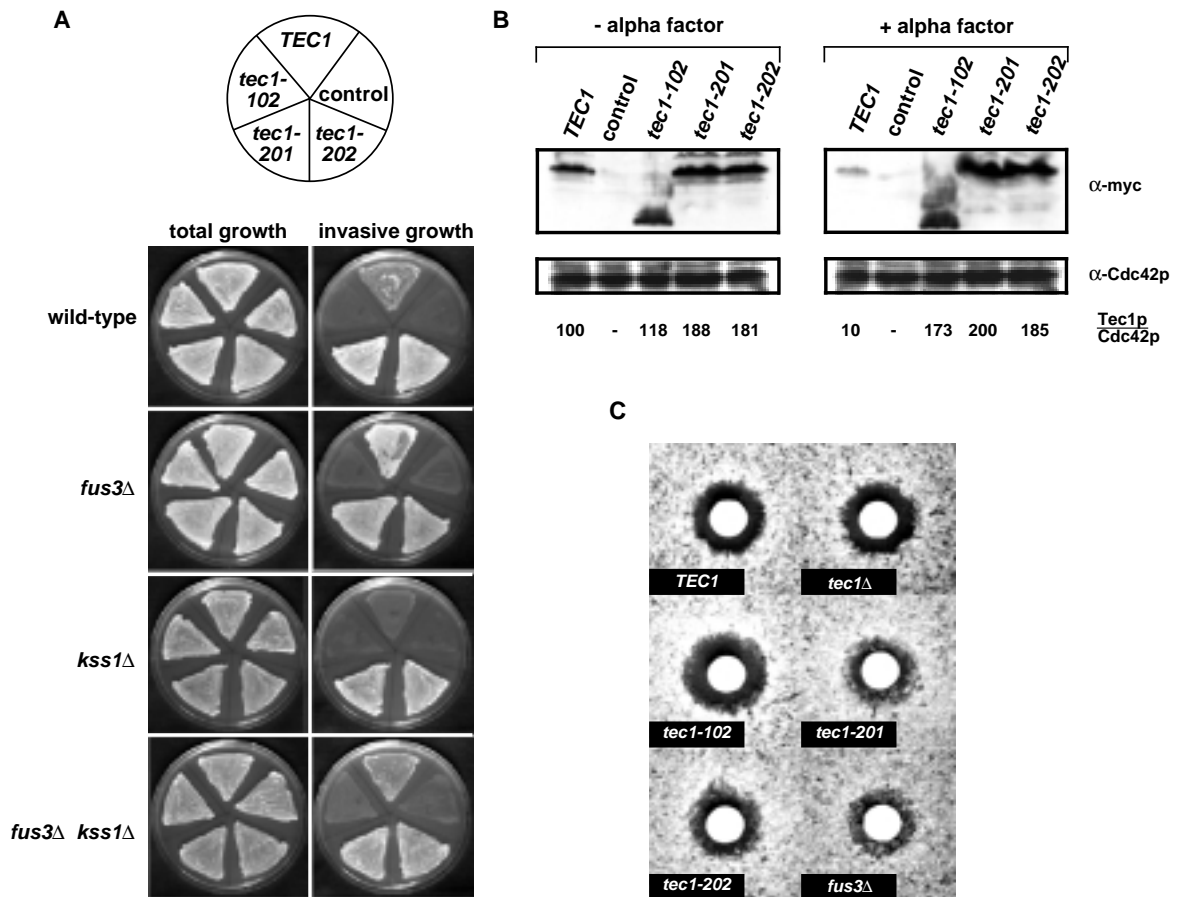 A
TEC1
tec1-
102
control
tec1-
201
tec1-
202
total growth
invasive growth
wild-type
fus3Δ
kss1Δ
fus3Δ kss1Δ
B
- alpha factor
+ alpha factor
TEC1
control
tec1-102
tec1-201
tec1-202
TEC1
control
tec1-102
tec1-201
tec1-202
α-myc
α-Cdc42p
100 - 118 188 181
10 - 173 200 185
Tec1p
Cdc42p
C
TEC1
tec1Δ
tec1-102
tec1-201
tec1-202
fus3Δ